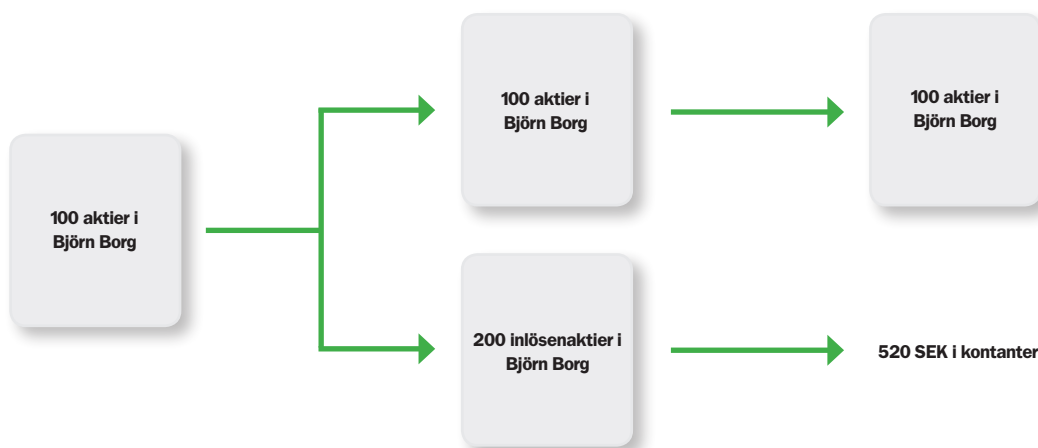 100 aktier i
Björn Borg
100 aktier i
Björn Borg
100 aktier i
Björn Borg
200 inlösenaktier i
Björn Borg
520 SEK i kontanter